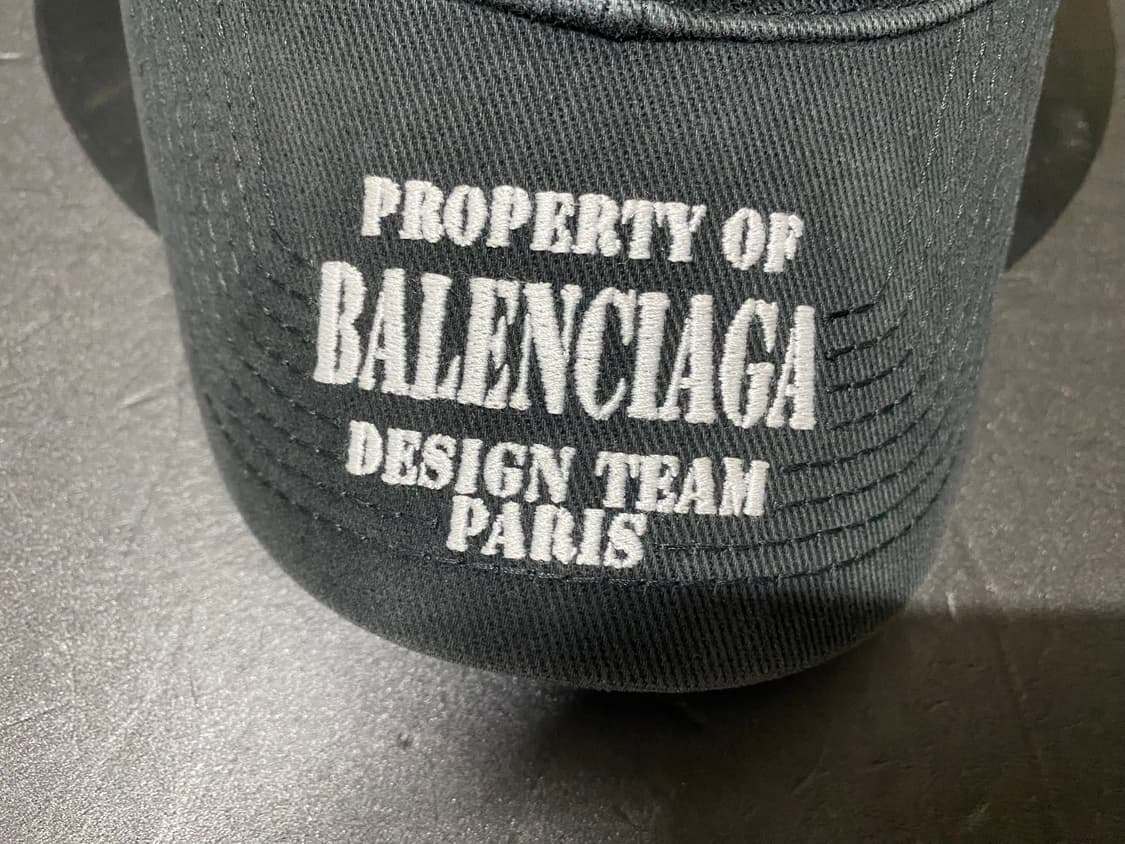 PROPERTY OF
BALENCIAGA
DESIGN TEAM
PARIS